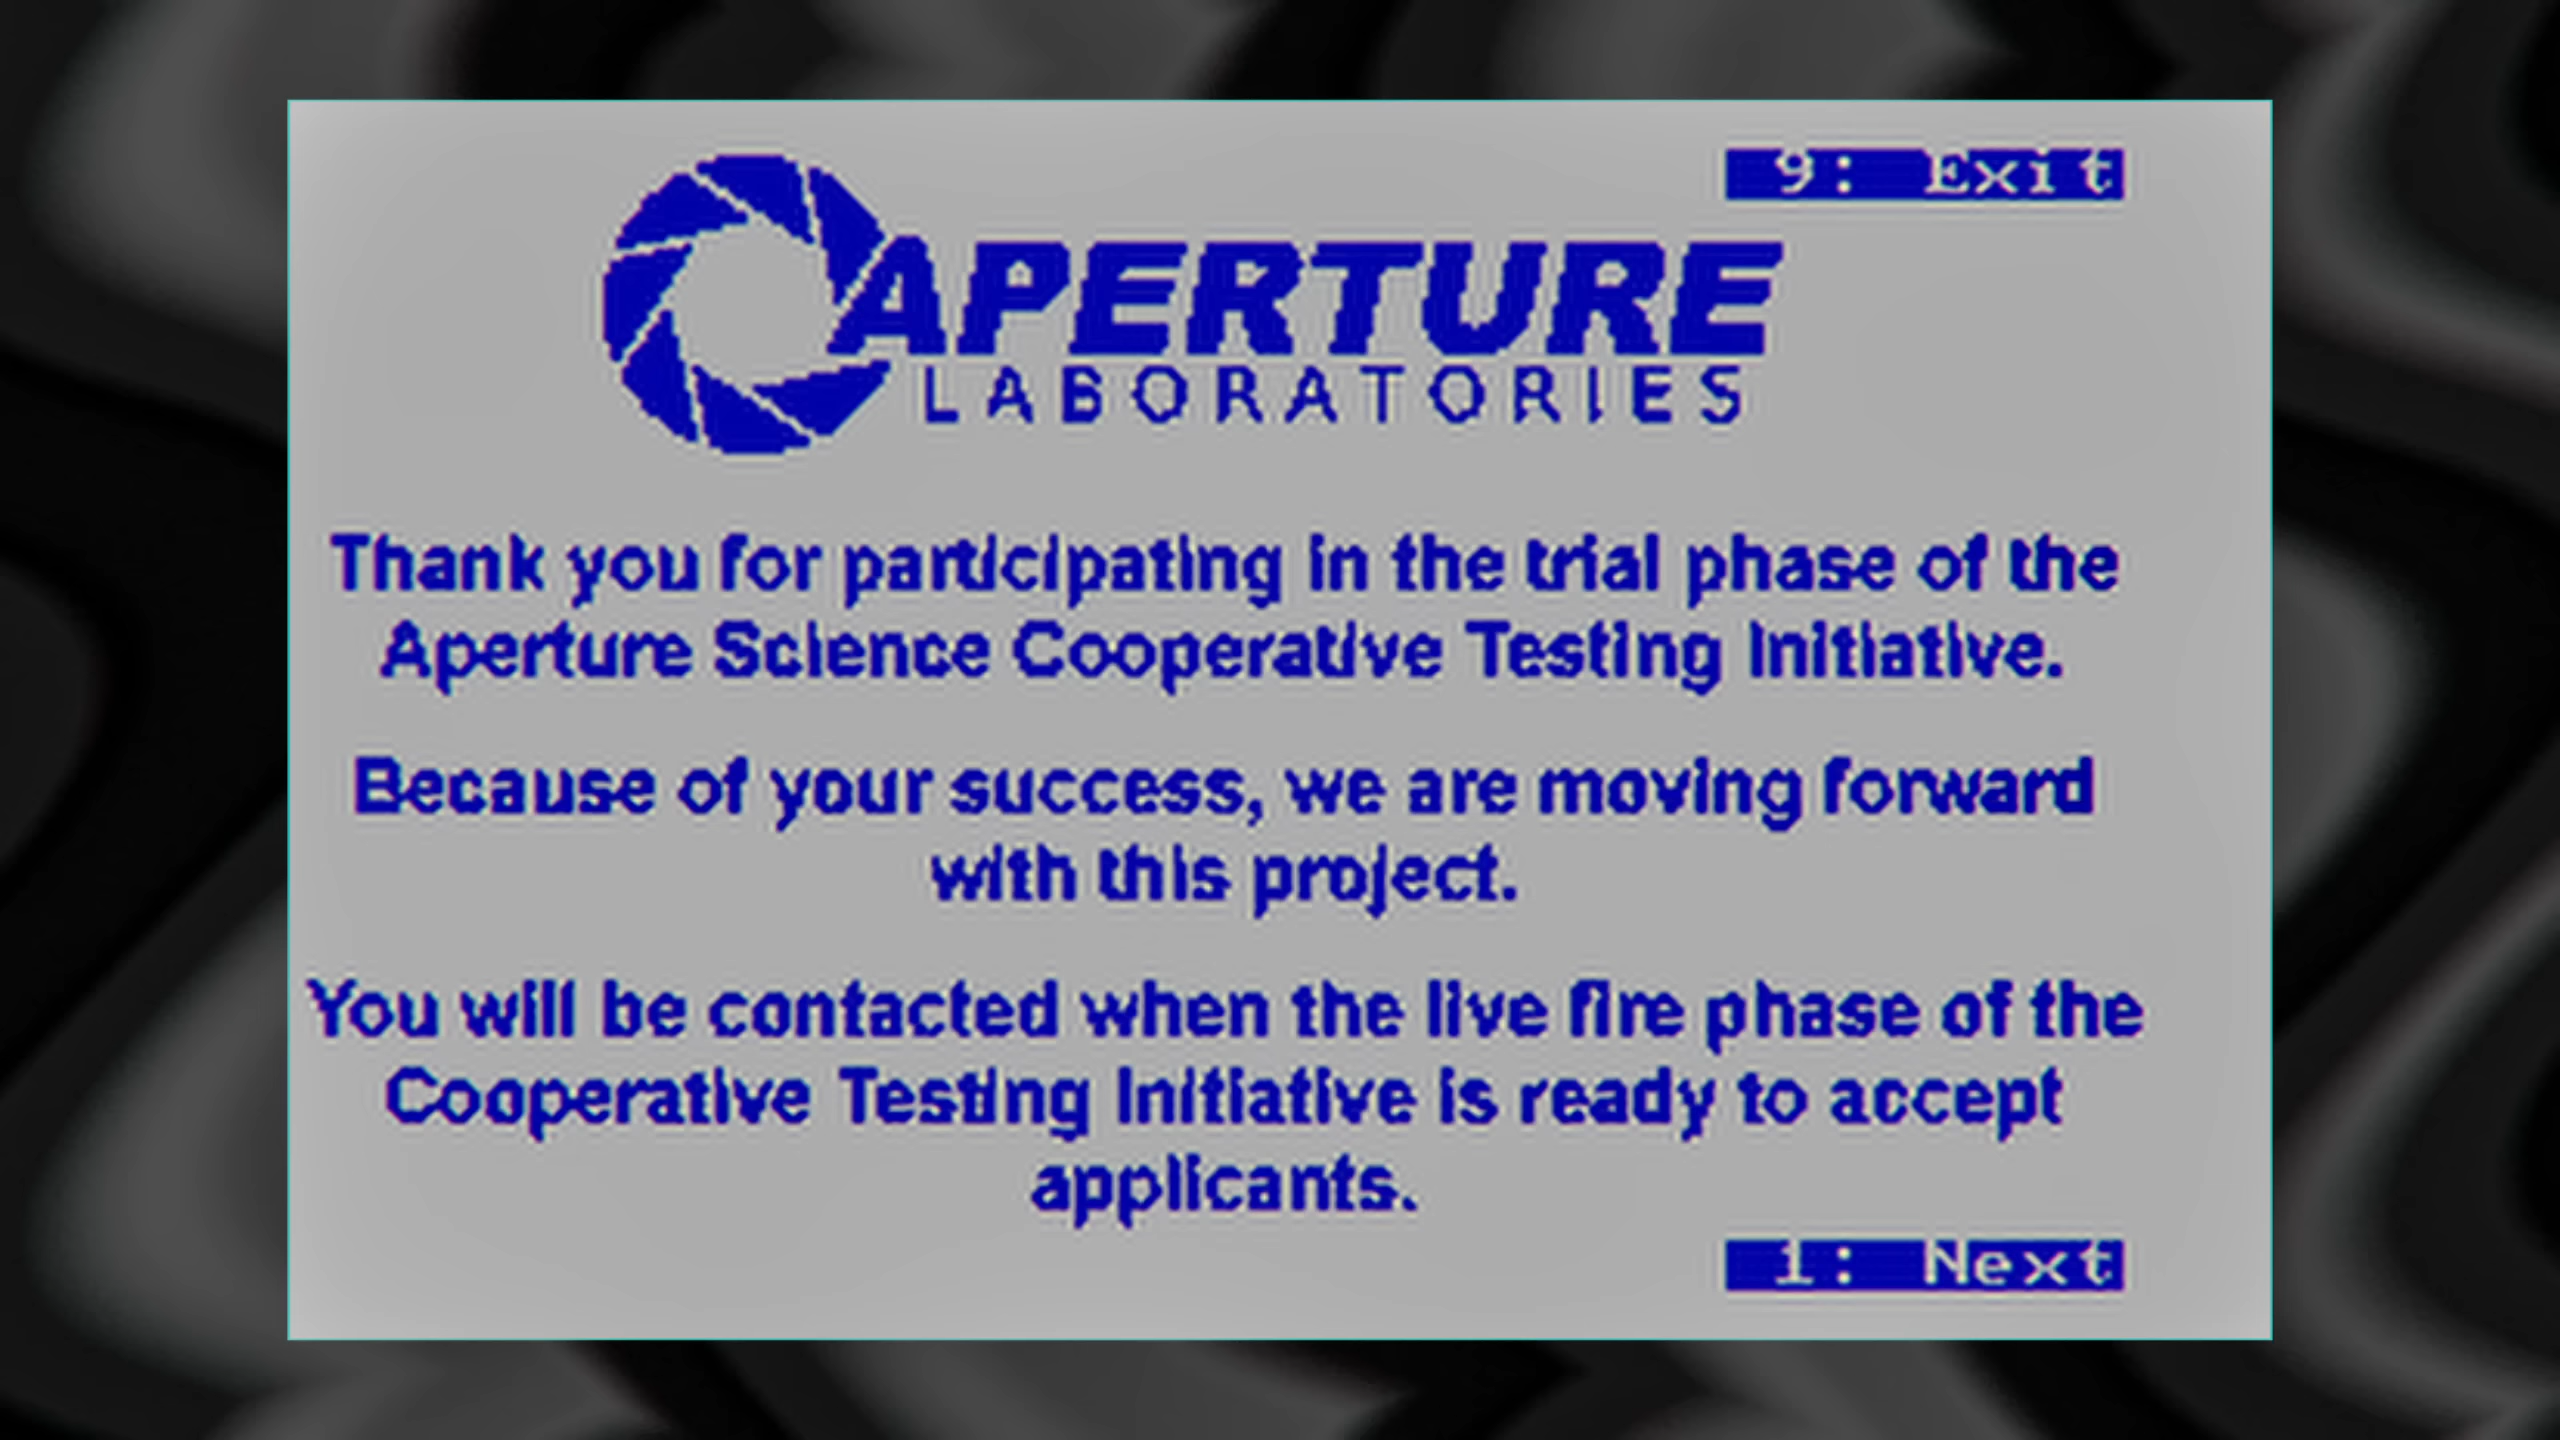 9: Exit
APERTURE
LABORATORIES
Thank you for participating in the trial phase of the
Aperture Science Cooperative Testing Initiative.
Because of your success, we are moving forward
with this project.
You will be contacted when the live fire phase of the
Cooperative Testing Initiative is ready to accept
applicants.
1: Next